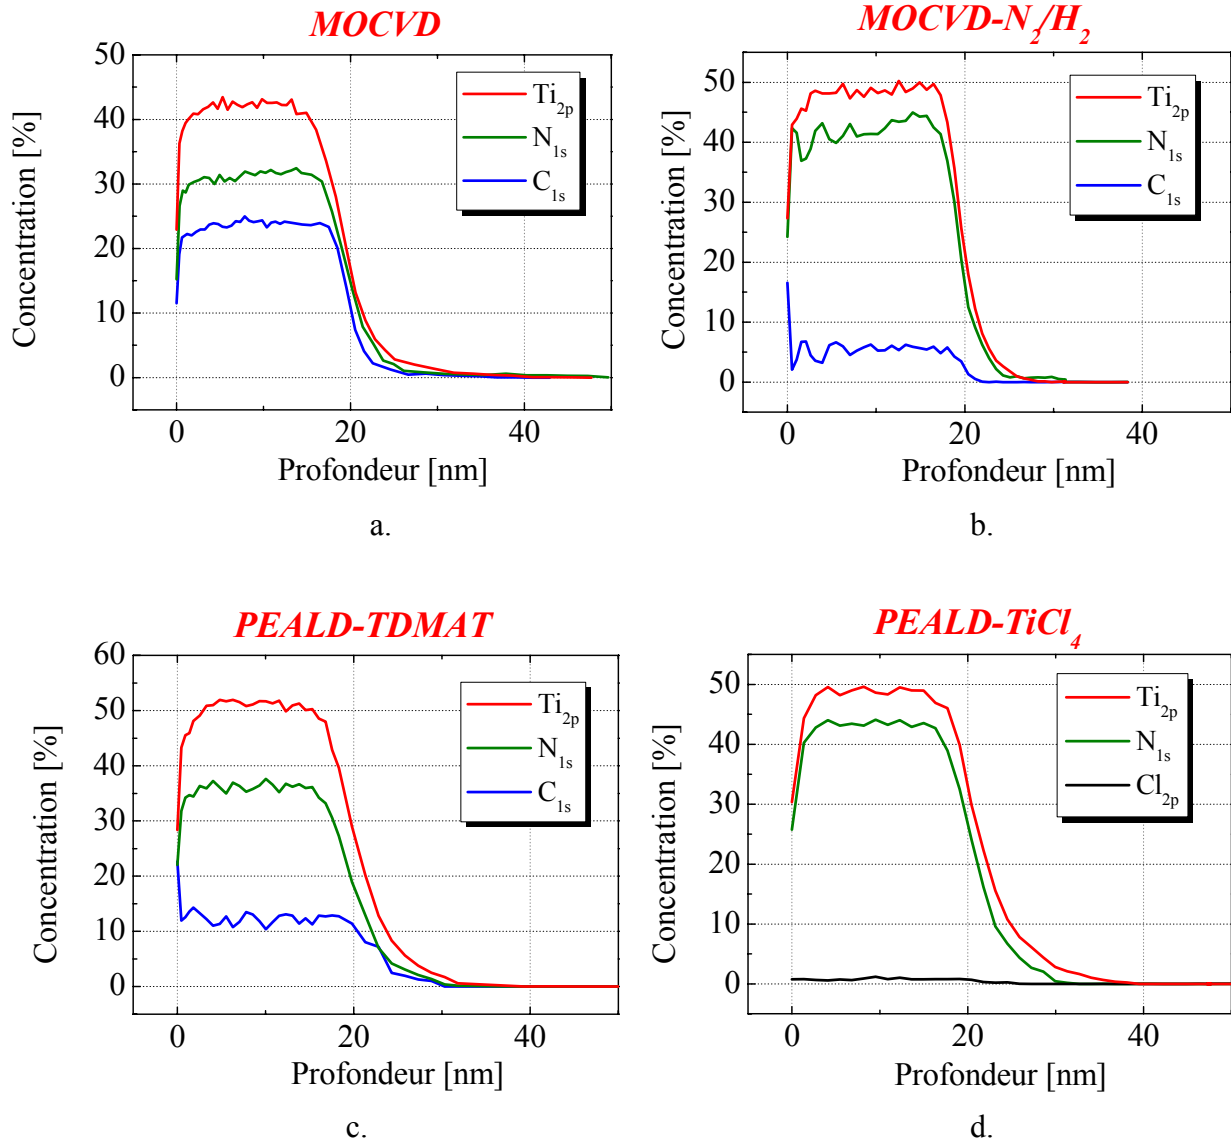 MOCVD
50
40
30
20
10
0
Concentration [%]
Ti2p
N1s
C1s
0 20 40
Profondeur [nm]
a.
MOCVD-N2/H2
50
40
30
20
10
0
Concentration [%]
Ti2p
N1s
C1s
0 20 40
Profondeur [nm]
b.
PEALD-TDMAT
60
50
40
30
20
10
0
Concentration [%]
Ti2p
N1s
C1s
0 20 40
Profondeur [nm]
c.
PEALD-TiCl4
50
40
30
20
10
0
Concentration [%]
Ti2p
N1s
Cl2p
0 20 40
Profondeur [nm]
d.